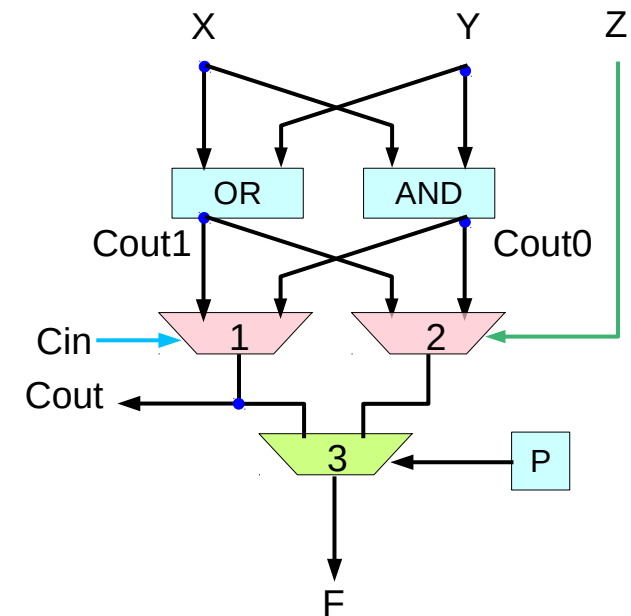 X Y Z
OR AND
Cout1 Cout0
Cin 1 2
Cout
3 P
F